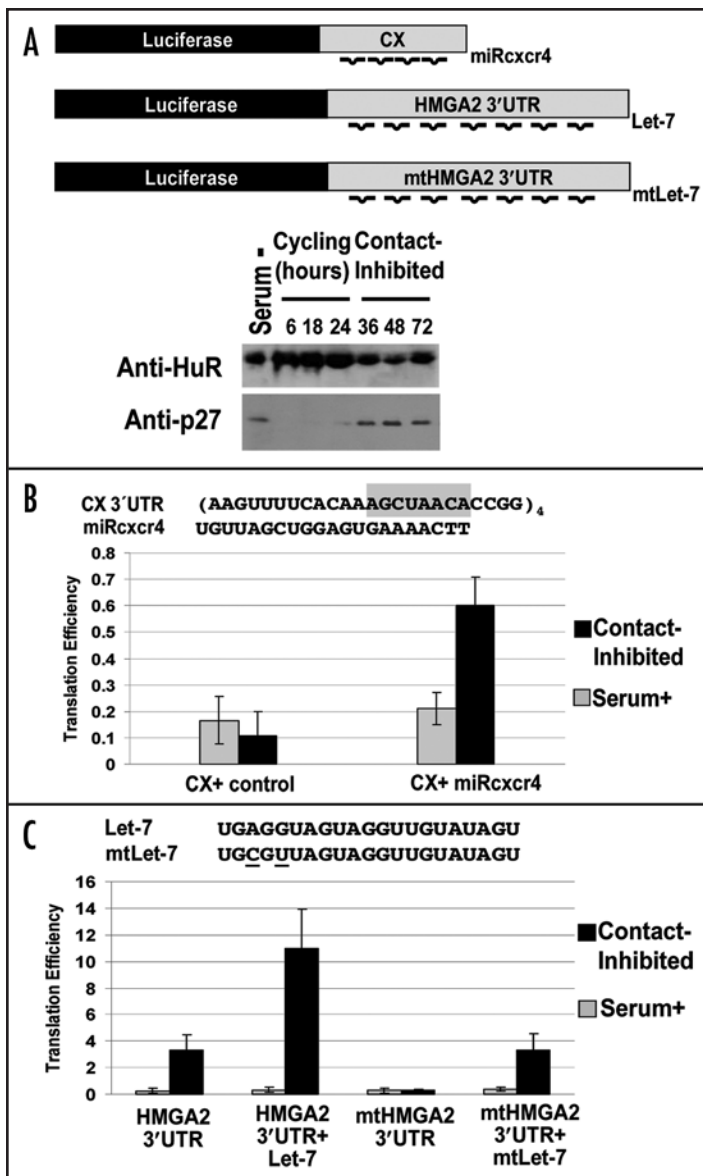 A
Luciferase CX
miRcxcr4
Luciferase HMGA2 3′UTR
Let-7
Luciferase mtHMGA2 3′UTR
mtLet-7
Serum-
Cycling Contact-
(hours) Inhibited
6 18 24 36 48 72
Anti-HuR
Anti-p27
B
CX 3′UTR (AAGUUUUCACAAAGCUAACACCGG)4
miRcxcr4 UGUUAGCUGGAGUGAAAACTT
Translation Efficiency
0.8
0.7
0.6
0.5
0.4
0.3
0.2
0.1
0
CX+ control CX+ miRcxcr4
Contact-
Inhibited
Serum+
C
Let-7 UGAGGUAGUAGGUUGUAUAGU
mtLet-7 UGCGUUAGUAGGUUGUAUAGU
Translation Efficiency
16
14
12
10
8
6
4
2
0
HMGA2 HMGA2 mtHMGA2 mtHMGA2
3′UTR 3′UTR+ 3′UTR 3′UTR+
Let-7 mtLet-7
Contact-
Inhibited
Serum+